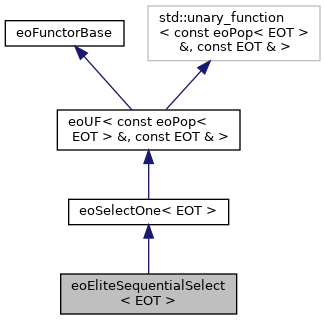 eoFunctorBase
std::unary_function
< const eoPop< EOT >
&, const EOT & >
eoUF< const eoPop<
EOT > &, const EOT & >
eoSelectOne< EOT >
eoEliteSequentialSelect
< EOT >